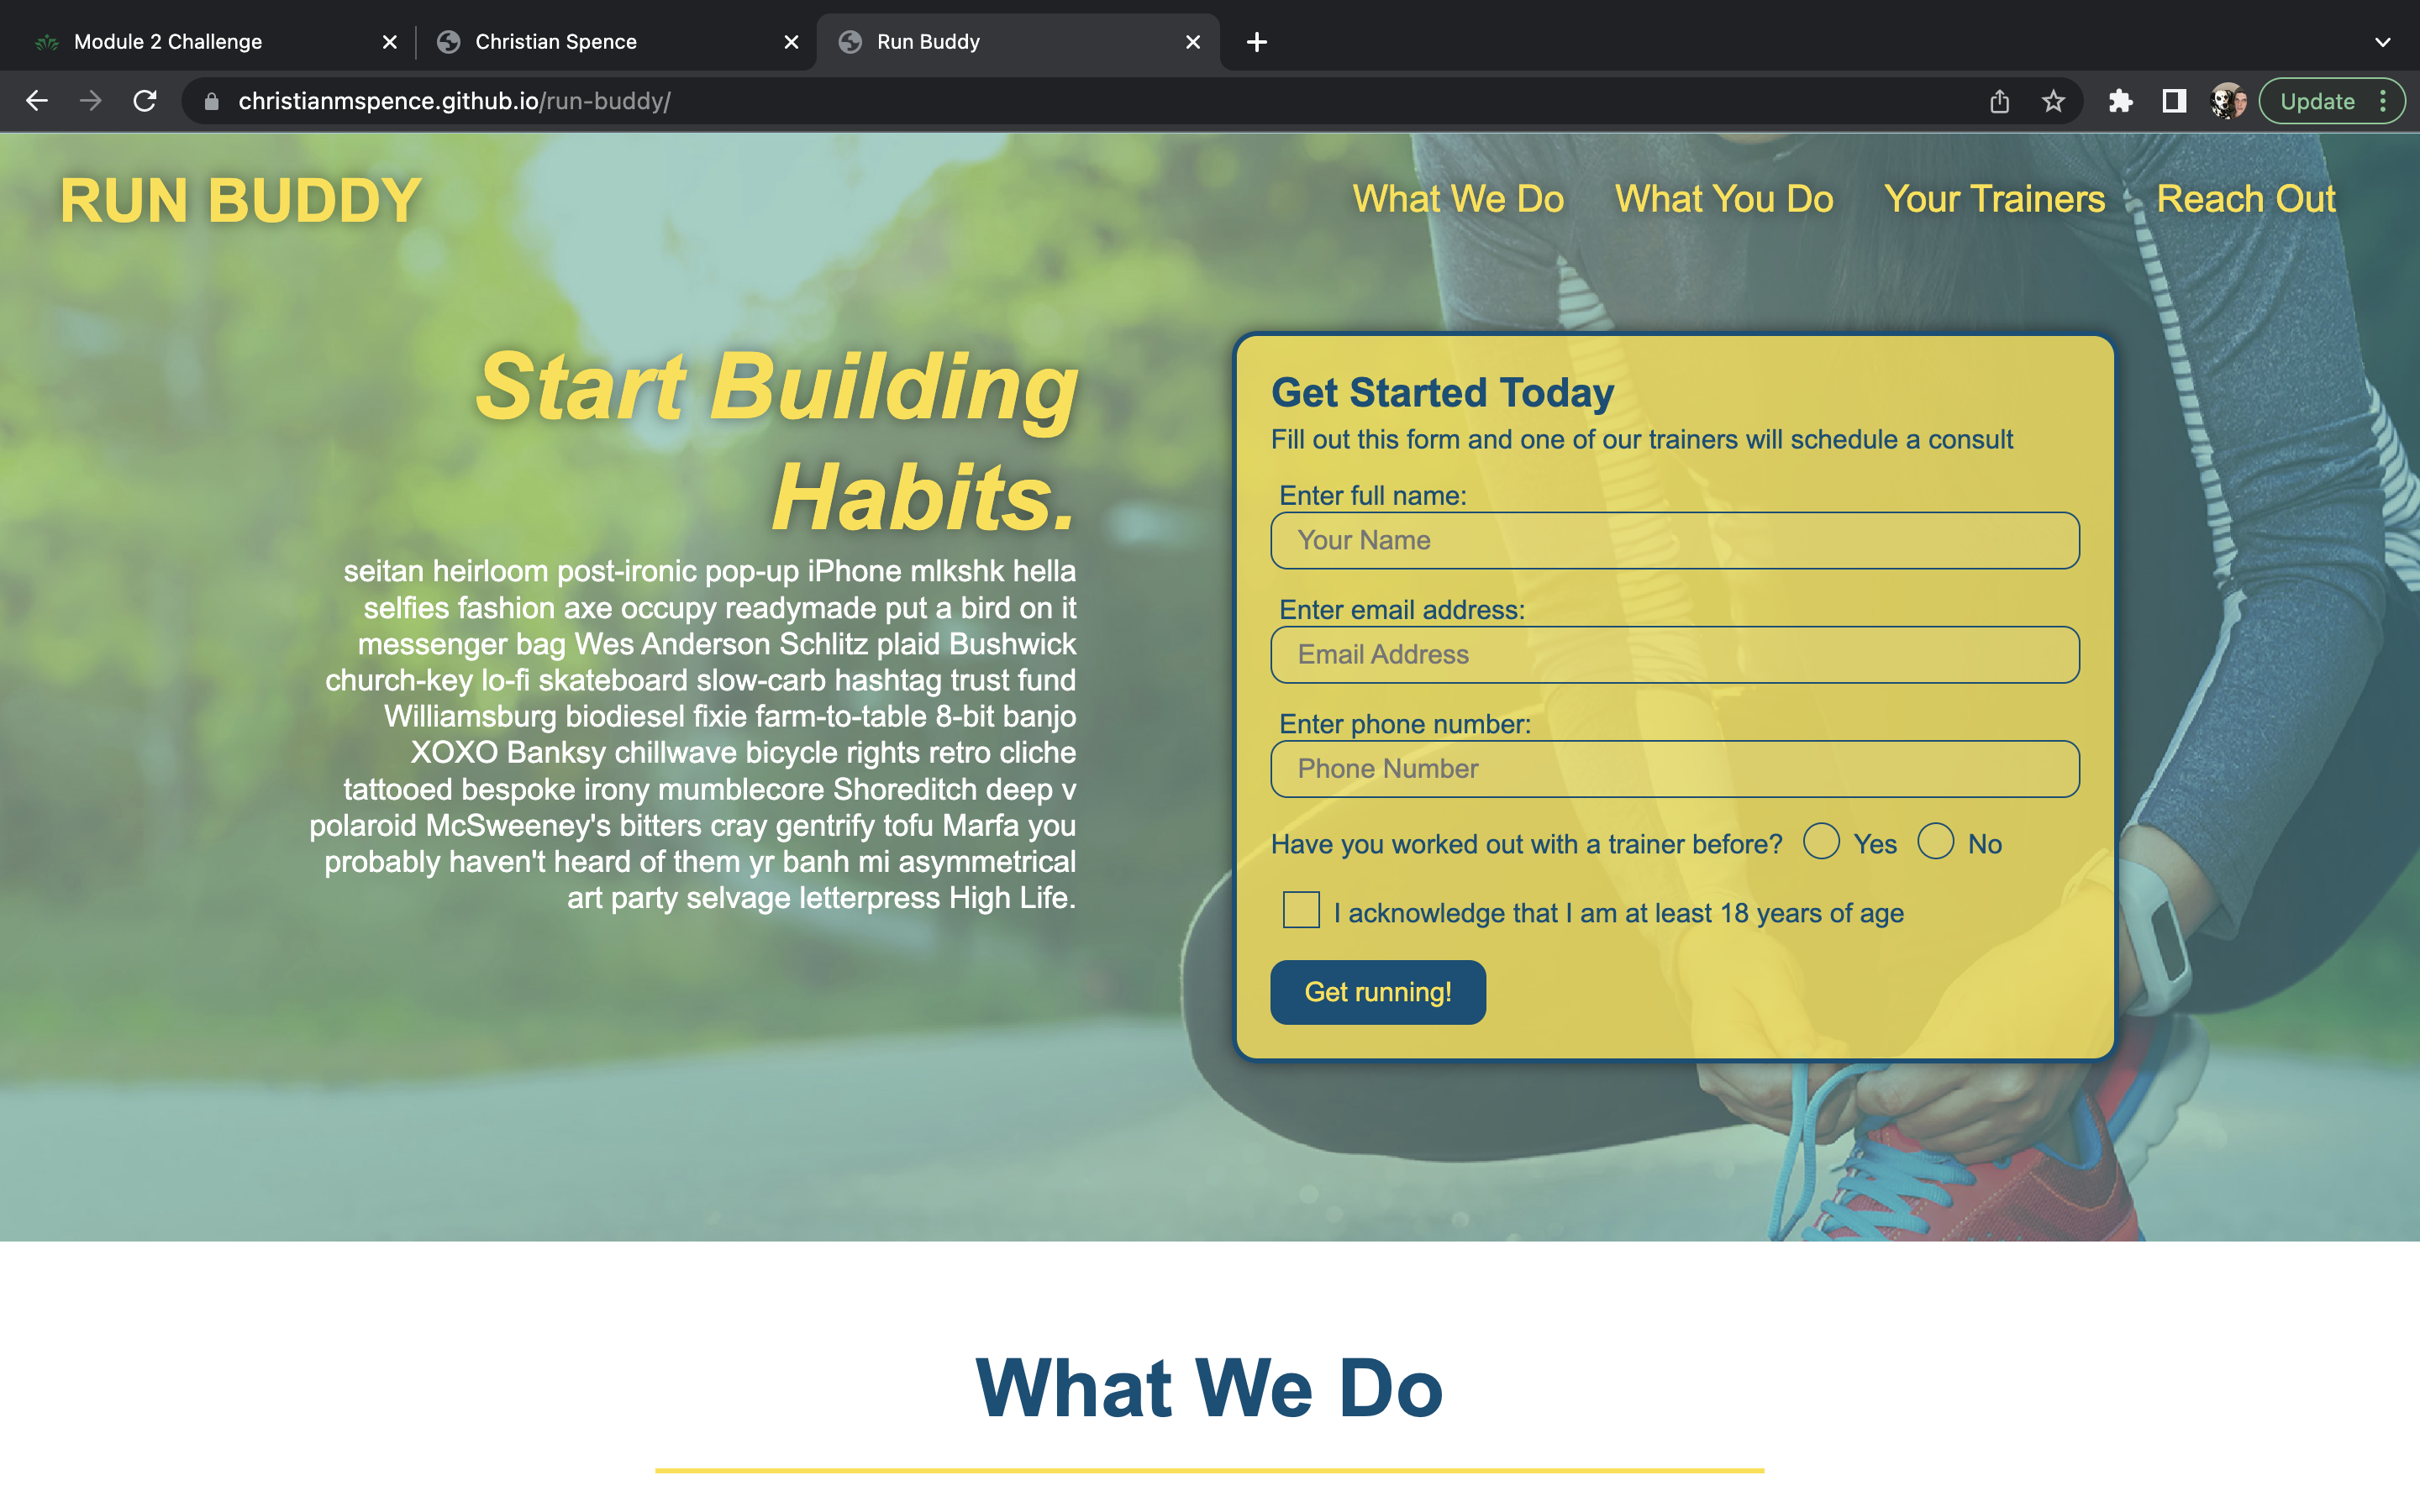 Module 2 Challenge
Christian Spence
Run Buddy
christianmspence.github.io/run-buddy/
Update
RUN BUDDY
What We Do
What You Do
Your Trainers
Reach Out
Start Building
Habits.
seitan heirloom post-ironic pop-up iPhone mlkshk hella
selfies fashion axe occupy readymade put a bird on it
messenger bag Wes Anderson Schlitz plaid Bushwick
church-key lo-fi skateboard slow-carb hashtag trust fund
Williamsburg biodiesel fixie farm-to-table 8-bit banjo
XOXO Banksy chillwave bicycle rights retro cliche
tattooed bespoke irony mumblecore Shoreditch deep v
polaroid McSweeney's bitters cray gentrify tofu Marfa you
probably haven't heard of them yr banh mi asymmetrical
art party selvage letterpress High Life.
Get Started Today
Fill out this form and one of our trainers will schedule a consult
Enter full name:
Your Name
Enter email address:
Email Address
Enter phone number:
Phone Number
Have you worked out with a trainer before? Yes No
I acknowledge that I am at least 18 years of age
Get running!
What We Do